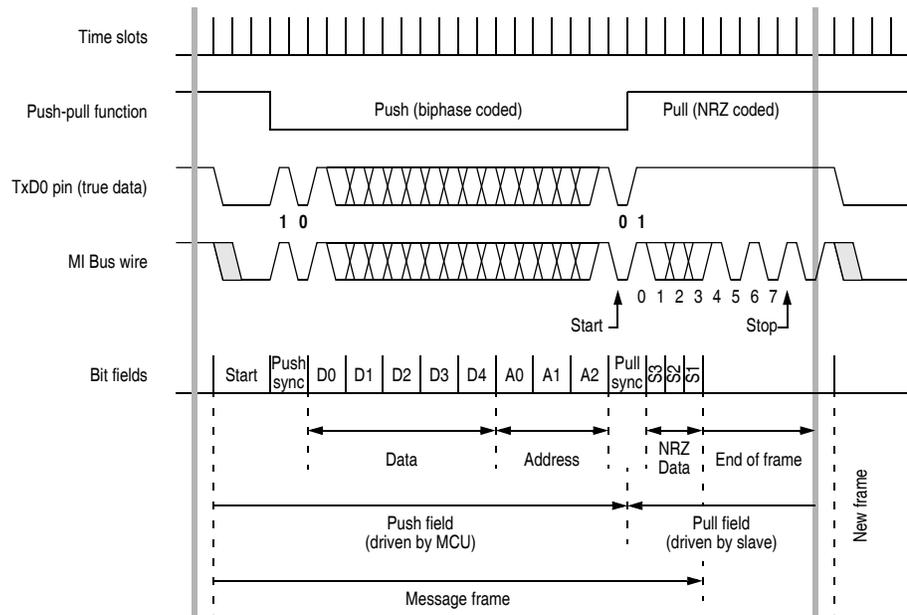 Time slots
Push-pull function
Push (biphase coded)
Pull (NRZ coded)
TxD0 pin (true data)
1 0
0 1
MI Bus wire
0 1 2 3 4 5 6 7
Start
Stop
Bit fields
Start
Push
sync
D0 D1 D2 D3 D4 A0 A1 A2
Pull
sync
S3 S2 S1
Data
Address
NRZ
Data
End of frame
Push field
(driven by MCU)
Pull field
(driven by slave)
New frame
Message frame